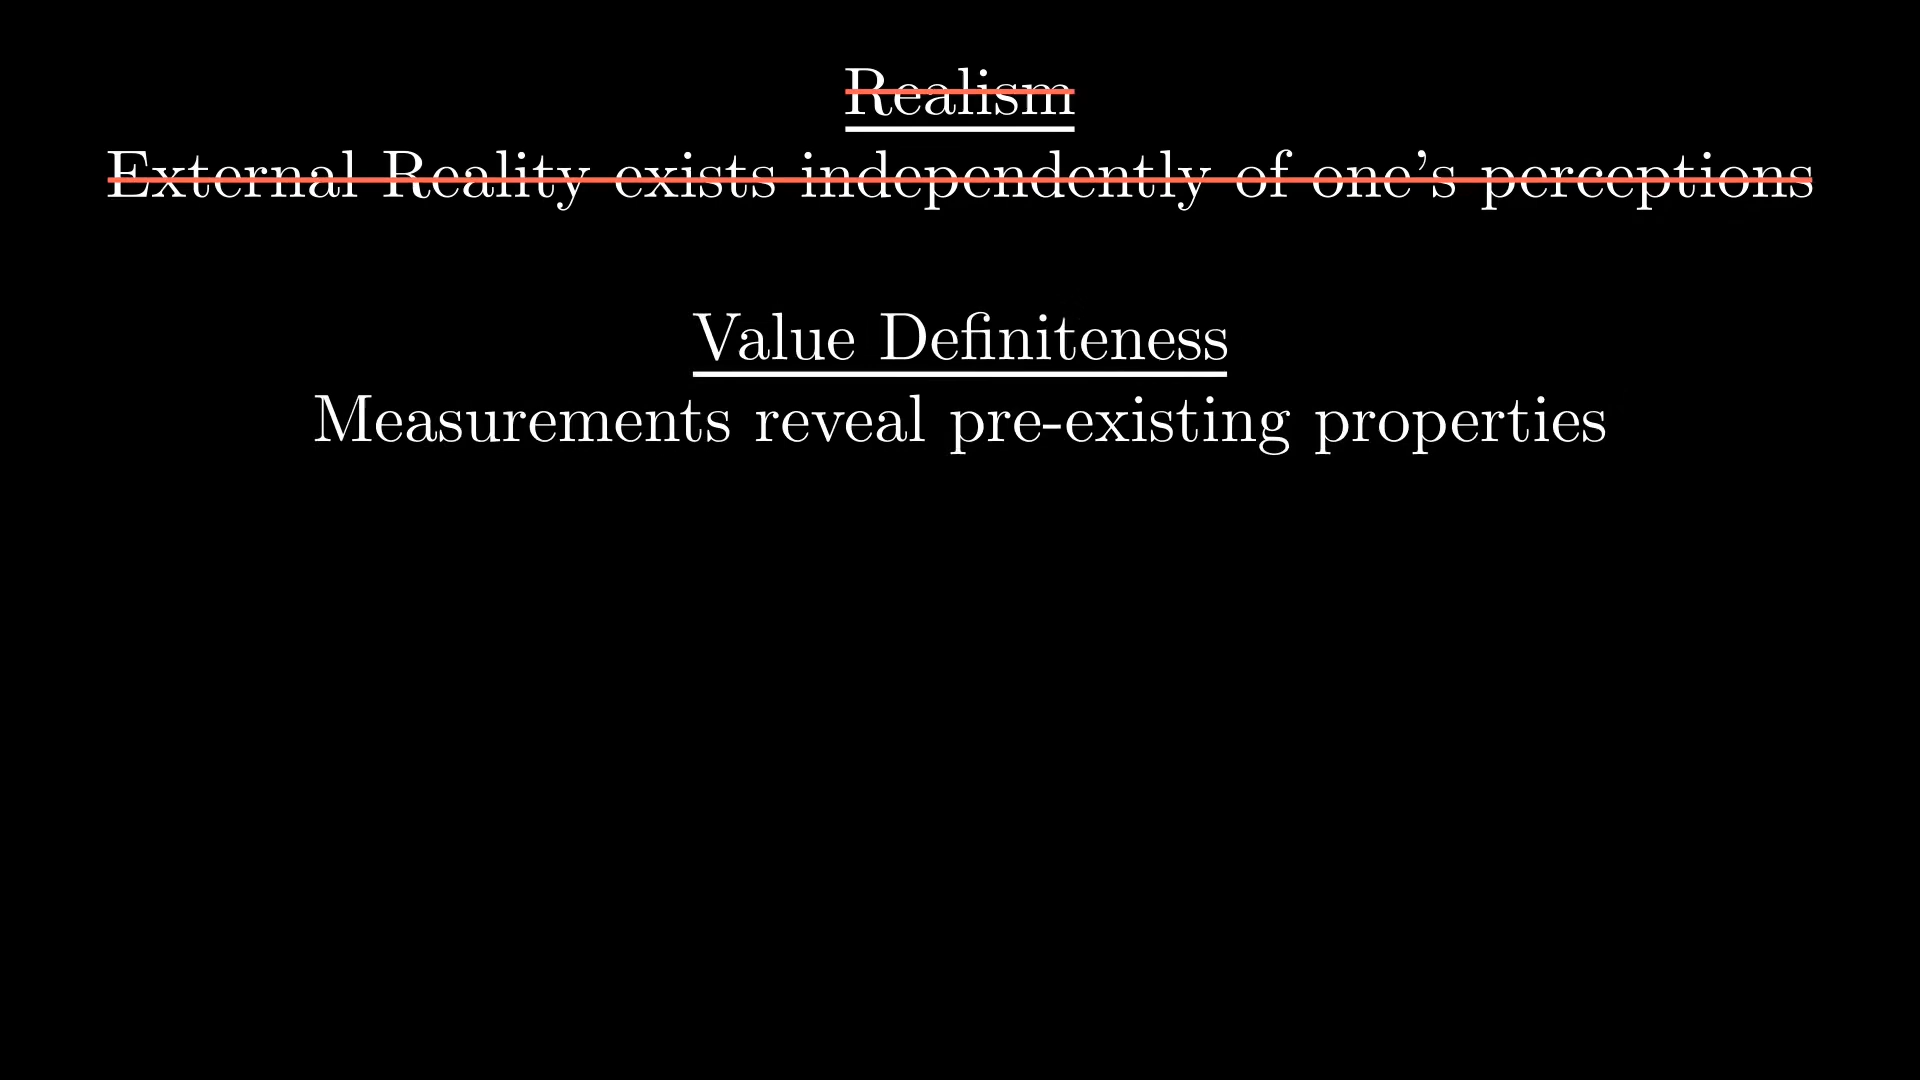 Realism
External Reality exists independently of one's perceptions
Value Definiteness
Measurements reveal pre-existing properties